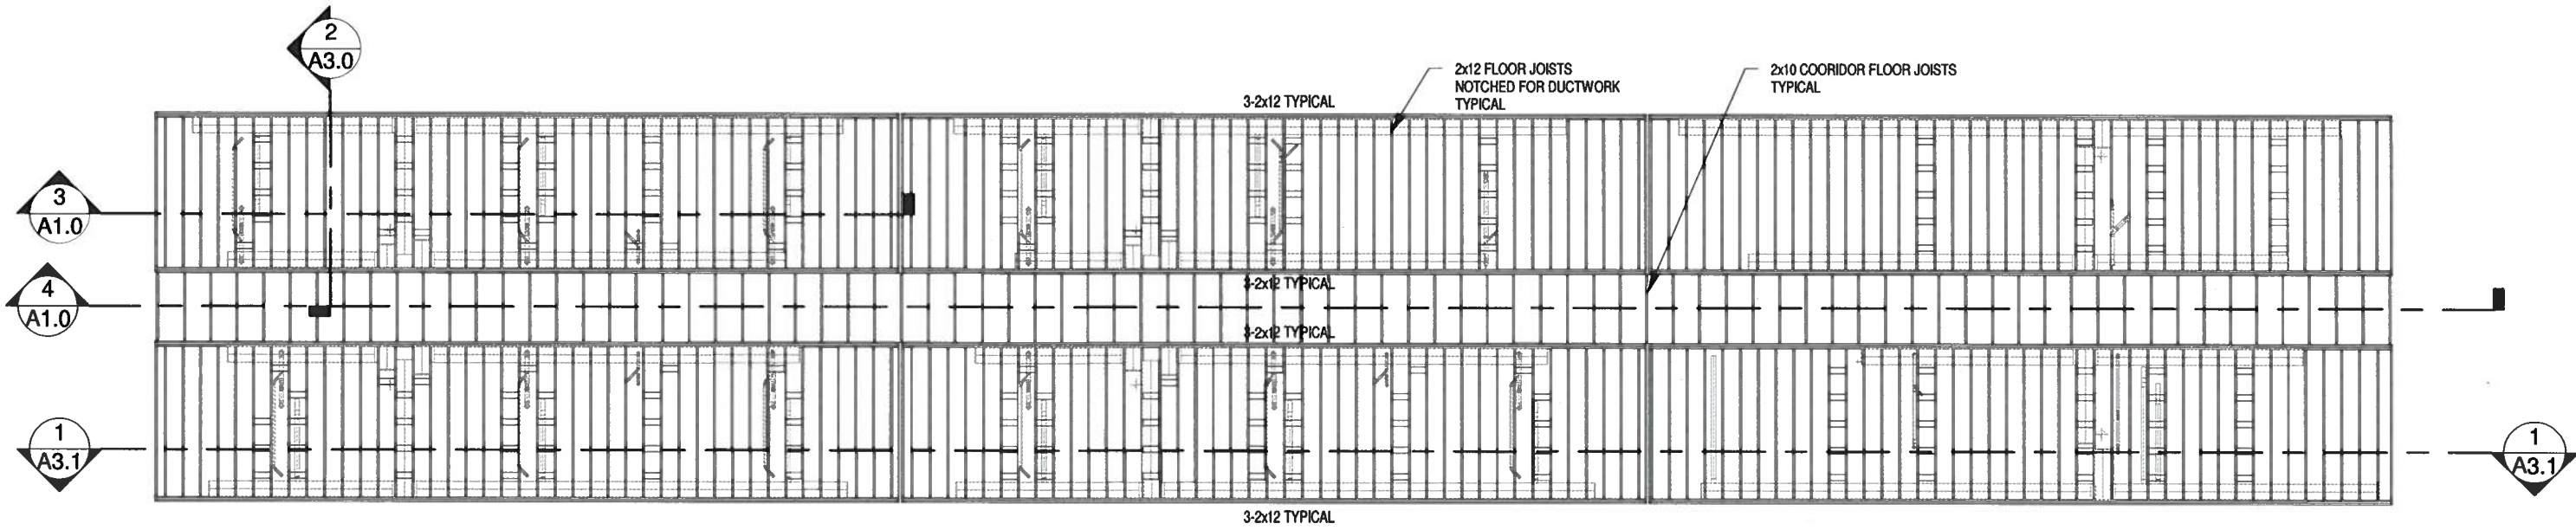 2
A3.0
2x12 FLOOR JOISTS
NOTCHED FOR DUCTWORK
TYPICAL
2x10 COORIDOR FLOOR JOISTS
TYPICAL
3-2x12 TYPICAL
3
A1.0
4
A1.0
3-2x12 TYPICAL
3-2x12 TYPICAL
1
A3.1
1
A3.1
3-2x12 TYPICAL